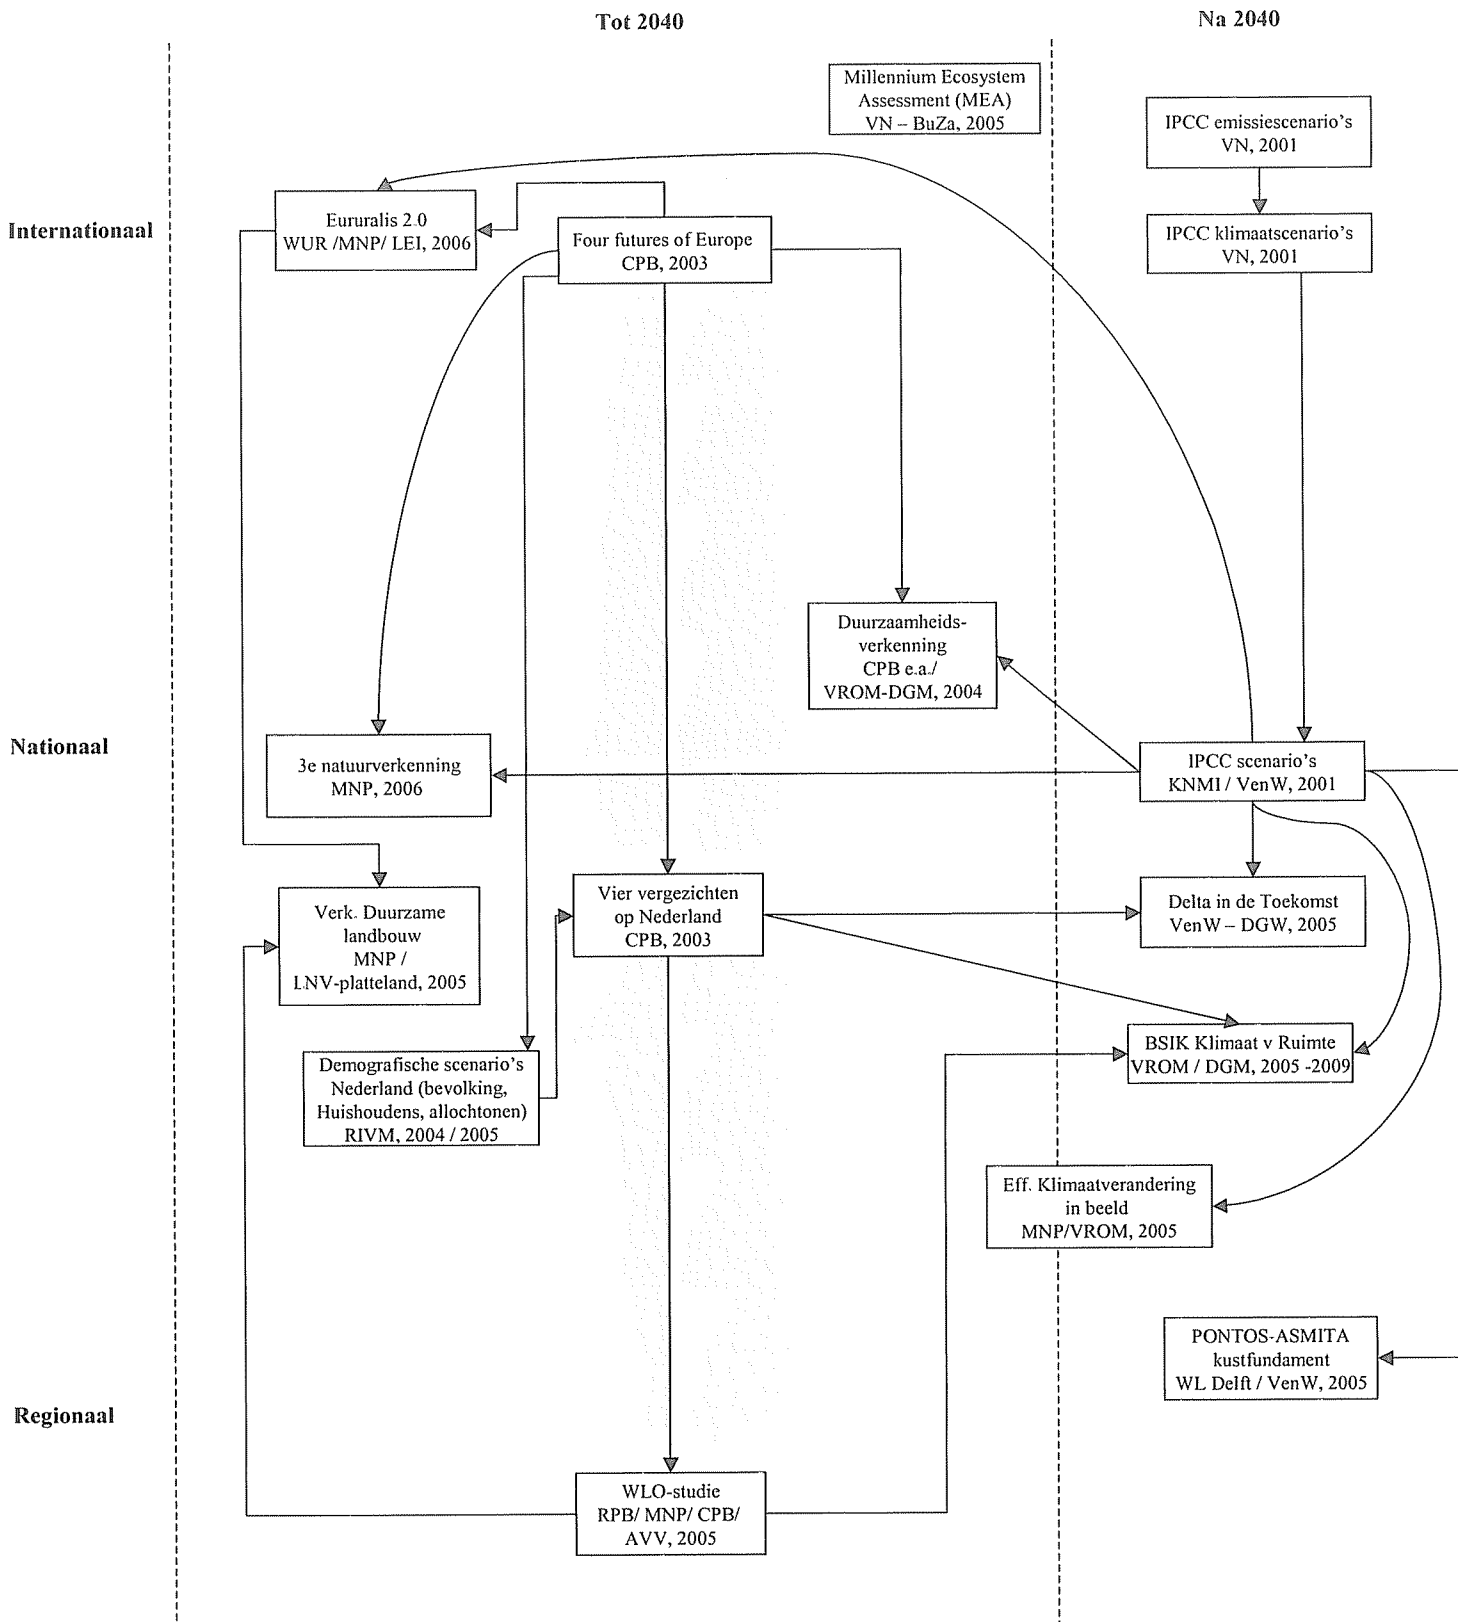 Tot 2040
Na 2040
Millennium Ecosystem
Assessment (MEA)
VN – BuZa, 2005
IPCC emissiescenario's
VN, 2001
Internationaal
Eururalis 2.0
WUR /MNP/ LEI, 2006
Four futures of Europe
CPB, 2003
IPCC klimaatscenario's
VN, 2001
Duurzaamheids-
verkenning
CPB e.a./
VROM-DGM, 2004
Nationaal
3e natuurverkenning
MNP, 2006
IPCC scenario's
KNMI / VenW, 2001
Verk. Duurzame
landbouw
MNP /
LNV-platteland, 2005
Vier vergezichten
op Nederland
CPB, 2003
Delta in de Toekomst
VenW – DGW, 2005
Demografische scenario's
Nederland (bevolking,
Huishoudens, allochtonen)
RIVM, 2004 / 2005
BSIK Klimaat v Ruimte
VROM / DGM, 2005 -2009
Eff. Klimaatverandering
in beeld
MNP/VROM, 2005
PONTOS-ASMITA
kustfundament
WL Delft / VenW, 2005
Regionaal
WLO-studie
RPB/ MNP/ CPB/
AVV, 2005